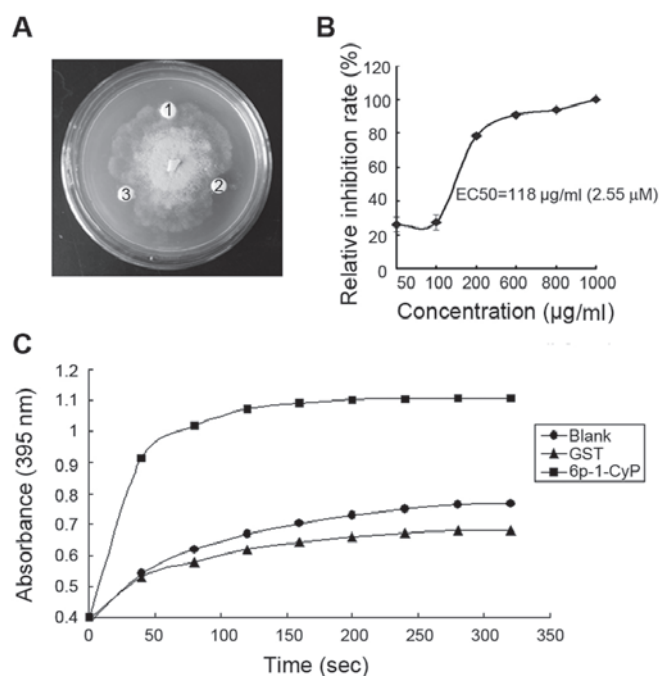 A
1
2
3
B
Relative inhibition rate (%)
120
100
80
60
40
20
0
EC50=118 µg/ml (2.55 µM)
50 100 200 600 800 1000
Concentration (µg/ml)
C
Absorbance (395 nm)
1.2
1.1
1
0.9
0.8
0.7
0.6
0.5
0.4
0 50 100 150 200 250 300 350
Time (sec)
Blank
GST
6p-1-CyP